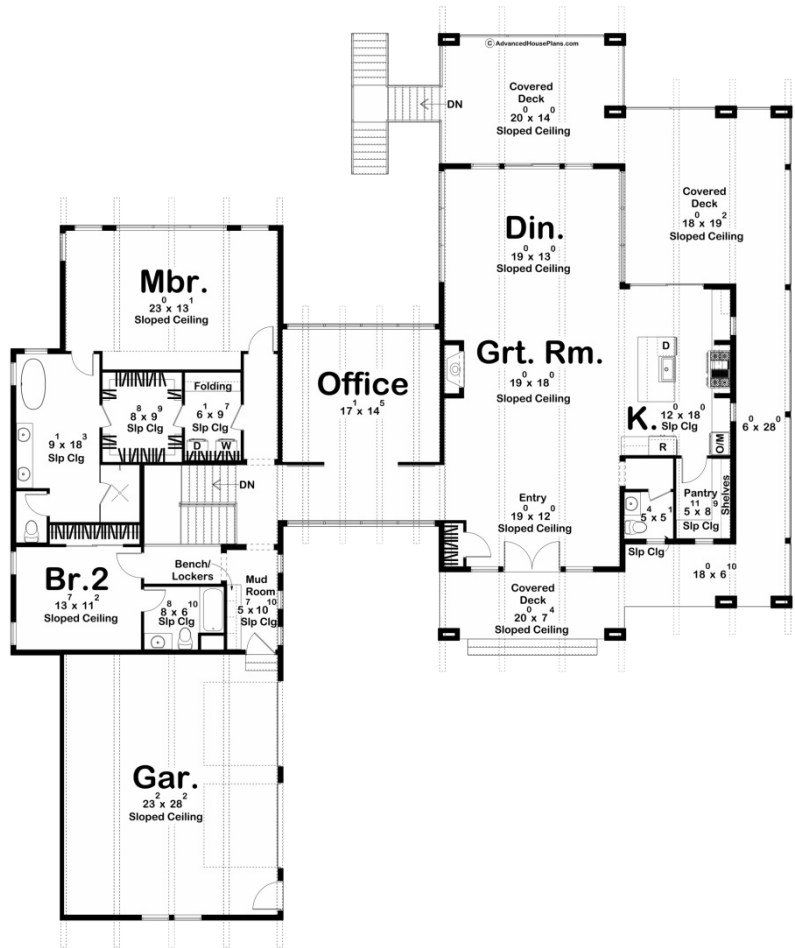 © AdvancedHousePlans.com
Covered
Deck
20⁰ x 14⁰
Sloped Ceiling
DN
Covered
Deck
18⁰ x 19²
Sloped Ceiling
Din.
19⁰ x 13⁰
Sloped Ceiling
Mbr.
23⁰ x 13¹
Sloped Ceiling
Grt. Rm.
19⁰ x 18⁰
Sloped Ceiling
D
K.
12⁰ x 18⁰
Slp Clg
R
O/M
6⁰ x 28⁰
Office
17¹ x 14⁵
Folding
6¹ x 9⁷
Slp Clg
D
W
8⁸ x 9⁹
Slp Clg
9¹ x 18³
Slp Clg
DN
Entry
19⁰ x 12⁰
Sloped Ceiling
Pantry
5¹¹ x 8⁹
Slp Clg
Shelves
5⁴ x 5¹
Slp Clg
18⁰ x 6¹⁰
Covered
Deck
20⁰ x 7⁴
Sloped Ceiling
Bench/
Lockers
Mud
Room
5⁷ x 10¹⁰
Slp Clg
Br.2
13⁷ x 11²
Sloped Ceiling
8⁸ x 6¹⁰
Slp Clg
Gar.
23² x 28²
Sloped Ceiling